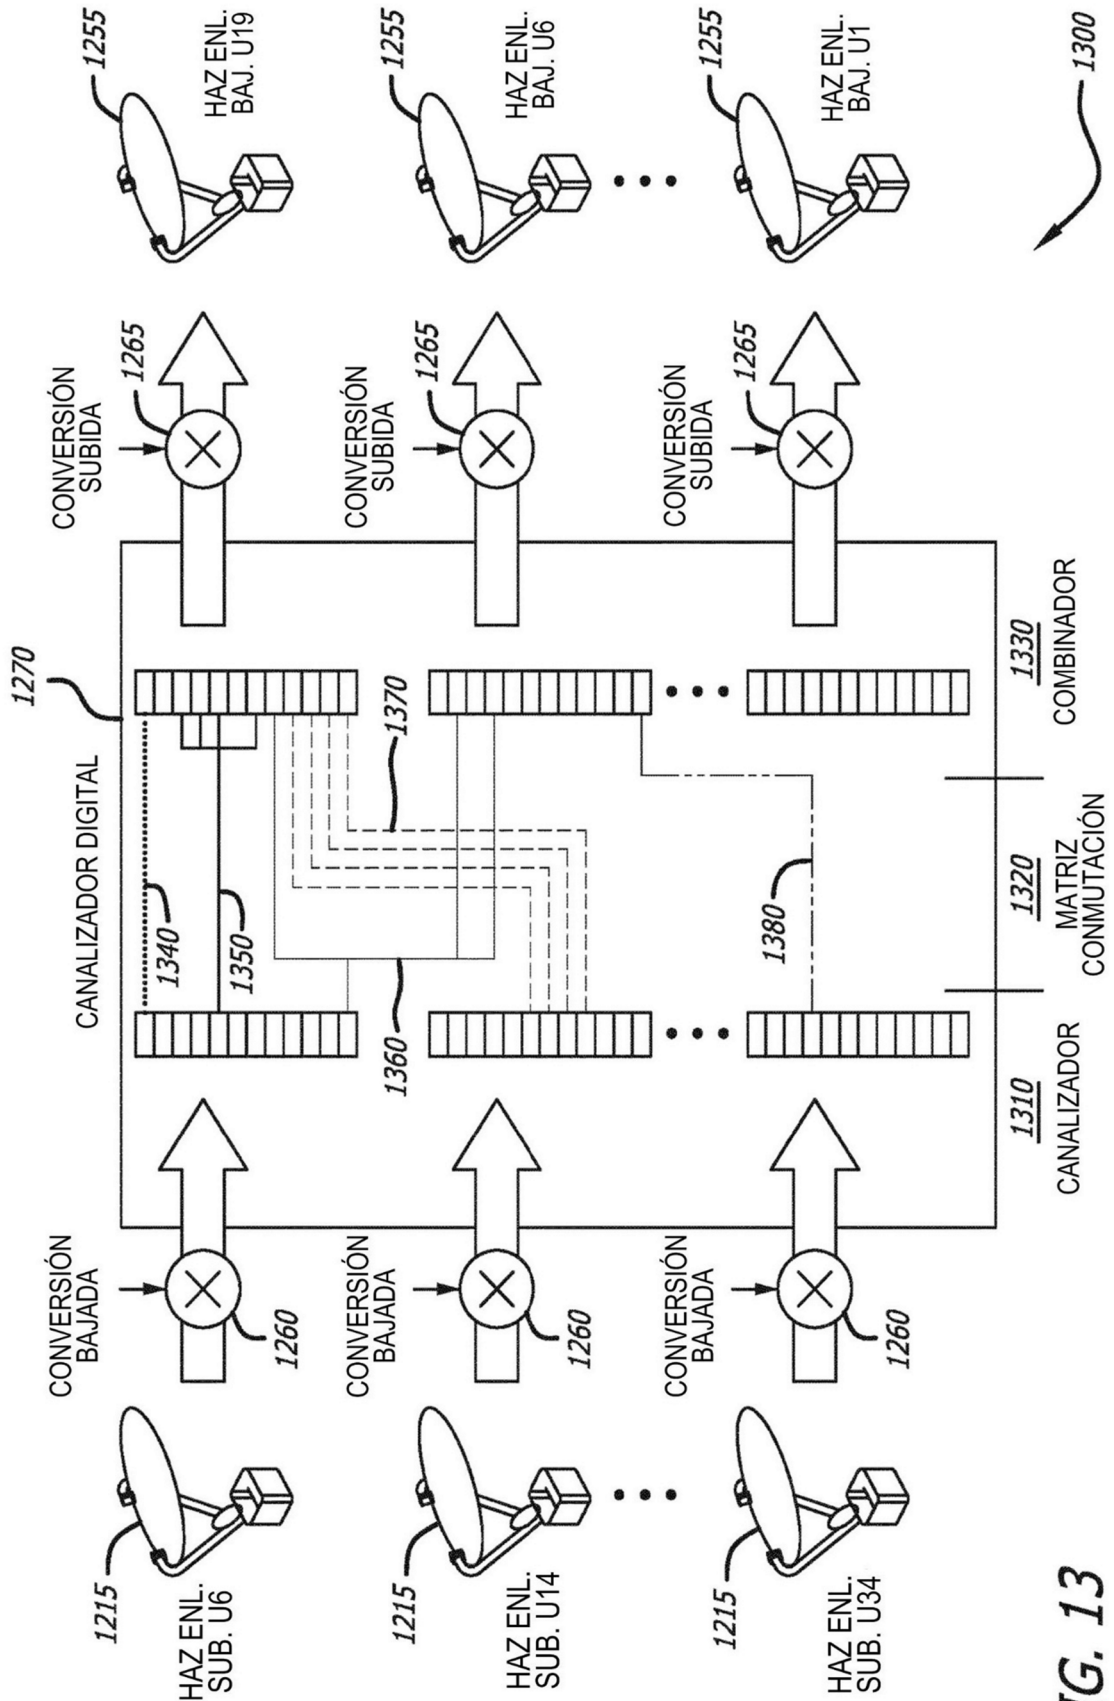 1255
HAZ ENL.
BAJ. U19
1255
HAZ ENL.
BAJ. U6
1255
HAZ ENL.
BAJ. U1
1300
CONVERSIÓN
SUBIDA
1265
CONVERSIÓN
SUBIDA
1265
CONVERSIÓN
SUBIDA
1265
1270
CANALIZADOR DIGITAL
1340
1350
1360
1370
1380
1330
COMBINADOR
1320
MATRIZ
CONMUTACIÓN
1310
CANALIZADOR
CONVERSIÓN
BAJADA
1260
CONVERSIÓN
BAJADA
1260
CONVERSIÓN
BAJADA
1260
1215
HAZ ENL.
SUB. U6
1215
HAZ ENL.
SUB. U14
1215
HAZ ENL.
SUB. U34
IG. 13